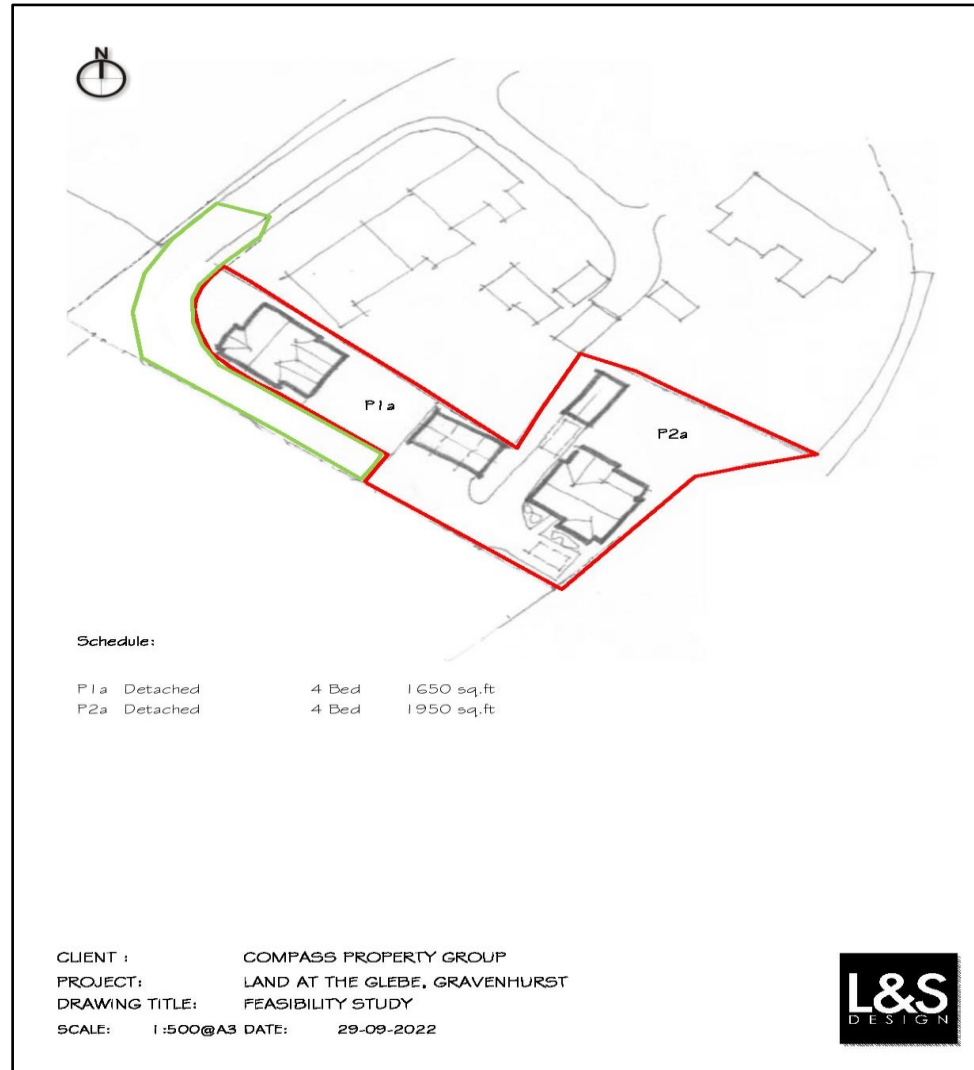 N
P1a
P2a
Schedule:
P1a Detached 4 Bed 1650 sq.ft
P2a Detached 4 Bed 1950 sq.ft
CLIENT : COMPASS PROPERTY GROUP
PROJECT: LAND AT THE GLEBE, GRAVENHURST
DRAWING TITLE: FEASIBILITY STUDY
SCALE: 1:500@A3 DATE: 29-09-2022
L&S
DESIGN